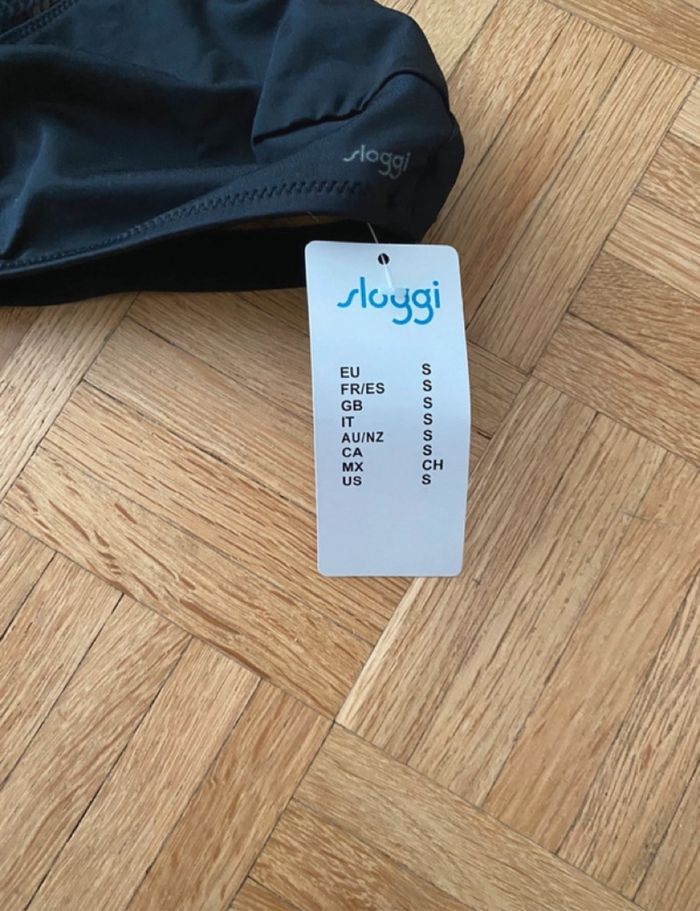 sloggi
sloggi
EU S
FR/ES S
GB S
IT S
AU/NZ S
CA S
MX CH
US S